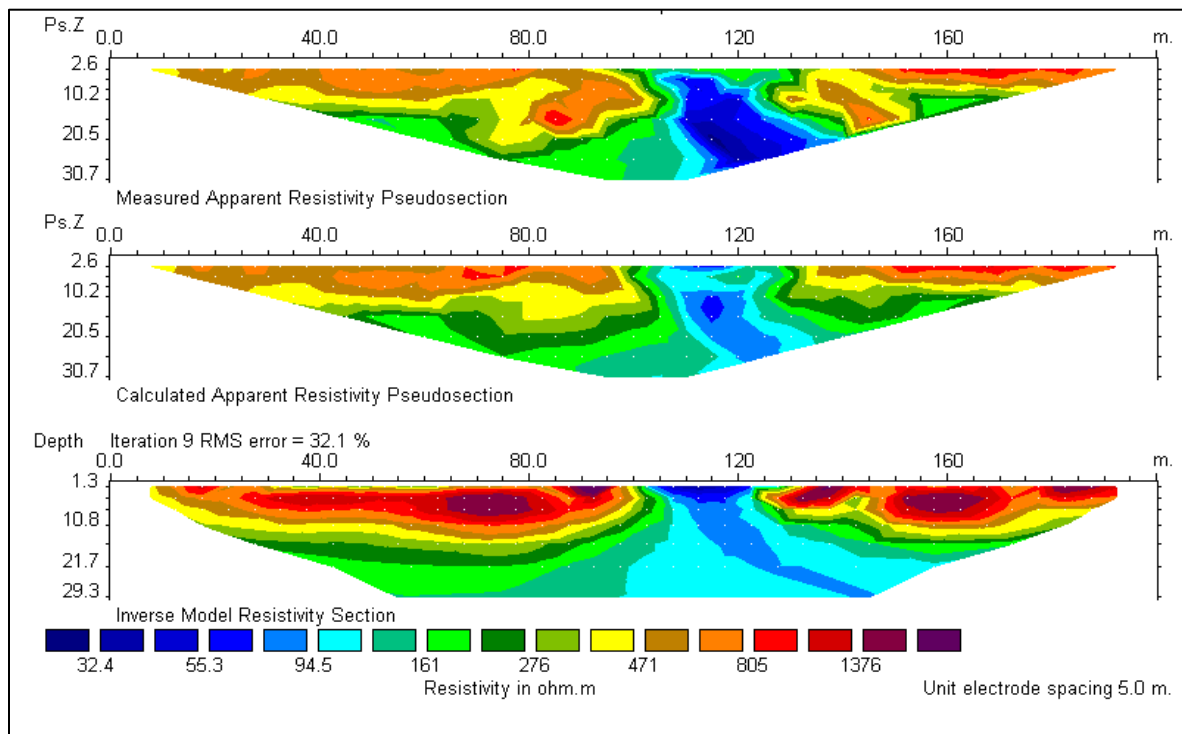 Ps.Z
0.0 40.0 80.0 120 160 m.
2.6
10.2
20.5
30.7
Measured Apparent Resistivity Pseudosection
Ps.Z
0.0 40.0 80.0 120 160 m.
2.6
10.2
20.5
30.7
Calculated Apparent Resistivity Pseudosection
Depth Iteration 9 RMS error = 32.1 %
0.0 40.0 80.0 120 160 m.
1.3
10.8
21.7
29.3
Inverse Model Resistivity Section
32.4 55.3 94.5 161 276 471 805 1376
Resistivity in ohm.m Unit electrode spacing 5.0 m.